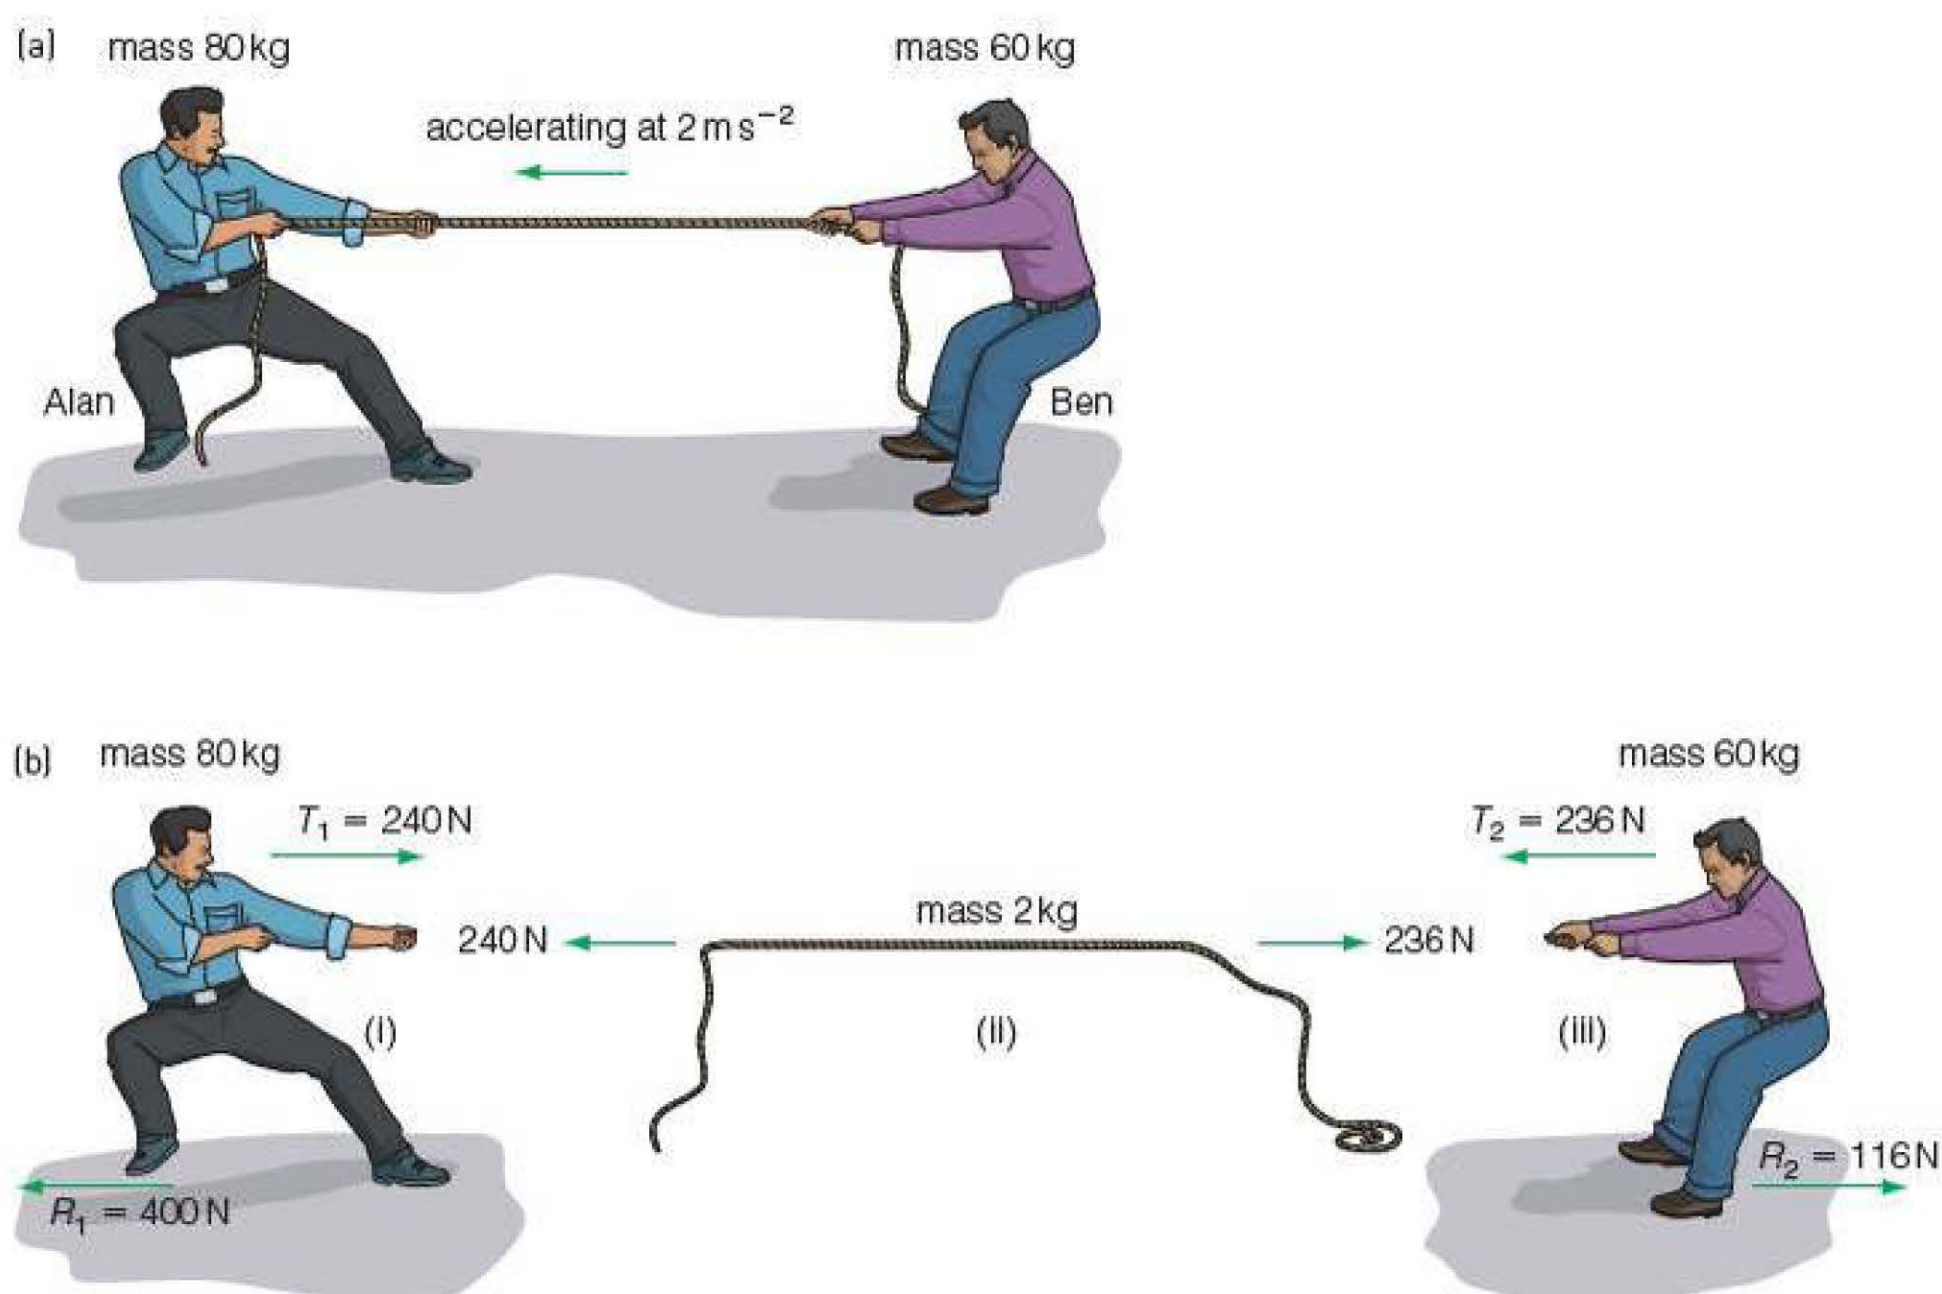 (a)
mass 80 kg
mass 60 kg
accelerating at 2 m s⁻²
Alan
Ben
(b)
mass 80 kg
mass 60 kg
T₁ = 240 N
T₂ = 236 N
mass 2 kg
240 N
236 N
(i)
(ii)
(iii)
R₁ = 400 N
R₂ = 116 N